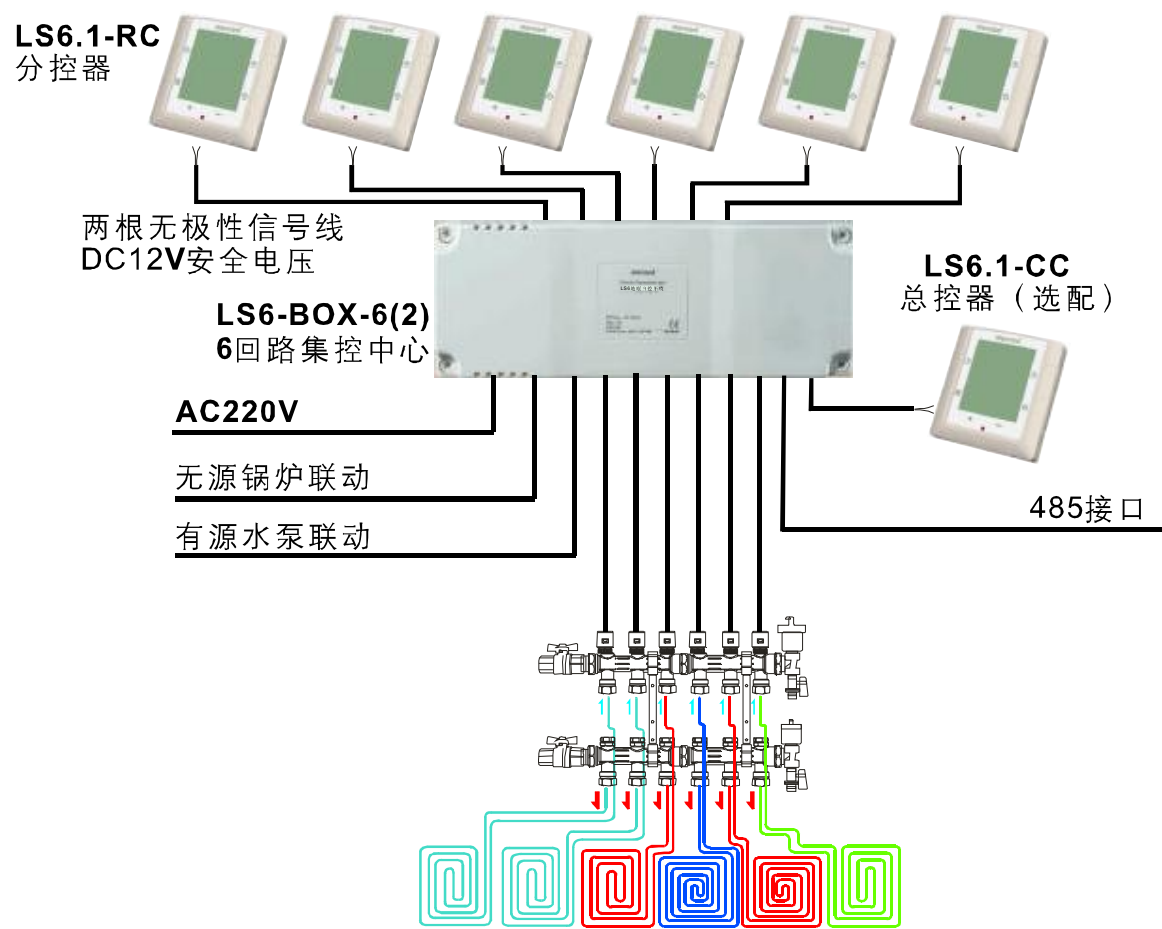 LS6.1-RC
分控器
两根无极性信号线
DC12V安全电压
LS6-BOX-6(2)
6回路集控中心
LS6.1-CC
总控器（选配）
AC220V
无源锅炉联动
有源水泵联动
485接口